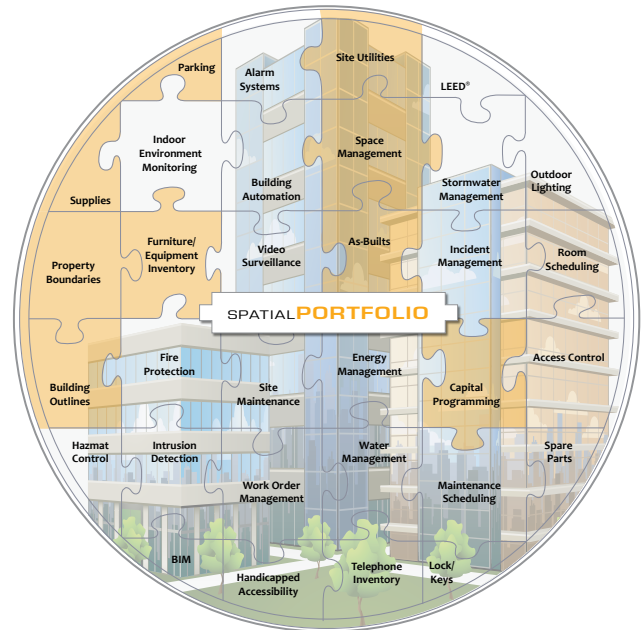 Parking
Alarm
Systems
Site Utilities
LEED®
Indoor
Environment
Monitoring
Space
Management
Supplies
Building
Automation
Stormwater
Management
Outdoor
Lighting
Property
Boundaries
Furniture/
Equipment
Inventory
Video
Surveillance
As-Builts
Incident
Management
Room
Scheduling
SPATIALPORTFOLIO
Building
Outlines
Fire
Protection
Site
Maintenance
Energy
Management
Capital
Programming
Access Control
Hazmat
Control
Intrusion
Detection
Work Order
Management
Water
Management
Maintenance
Scheduling
Spare
Parts
BIM
Handicapped
Accessibility
Telephone
Inventory
Lock/
Keys